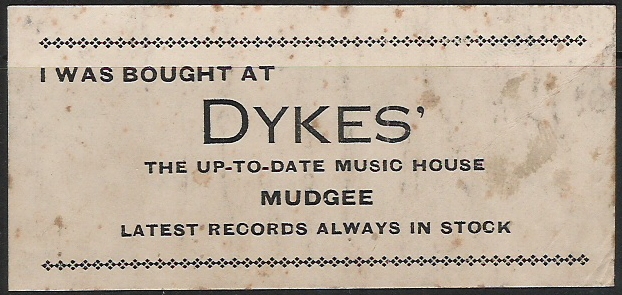 I WAS BOUGHT AT
DYKES'
THE UP-TO-DATE MUSIC HOUSE
MUDGEE
LATEST RECORDS ALWAYS IN STOCK